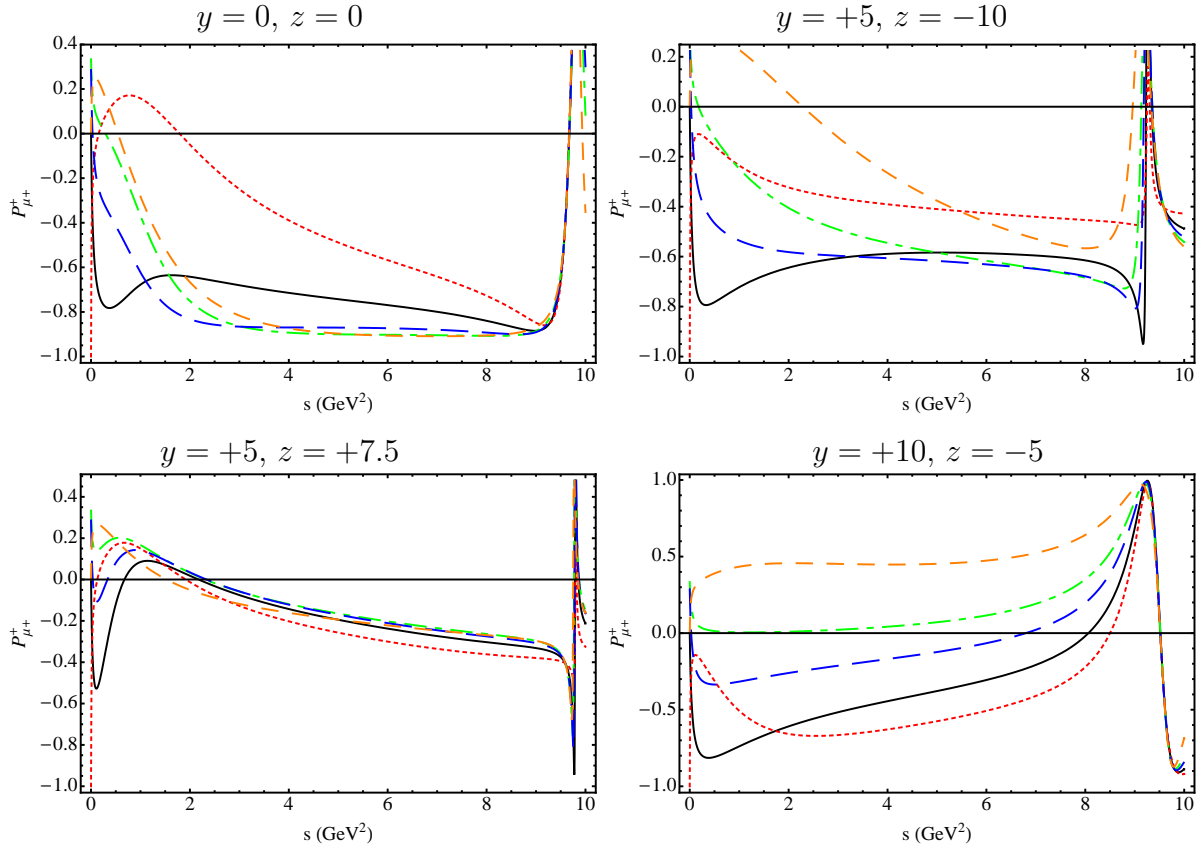 y = 0, z = 0
0.4
0.2
0.0
−0.2
−0.4
−0.6
−0.8
−1.0
P⁺μ+
0 2 4 6 8 10
s (GeV²)
y = +5, z = −10
0.2
0.0
−0.2
−0.4
−0.6
−0.8
−1.0
P⁺μ+
0 2 4 6 8 10
s (GeV²)
y = +5, z = +7.5
0.4
0.2
0.0
−0.2
−0.4
−0.6
−0.8
−1.0
P⁺μ+
0 2 4 6 8 10
s (GeV²)
y = +10, z = −5
1.0
0.5
0.0
−0.5
−1.0
P⁺μ+
0 2 4 6 8 10
s (GeV²)